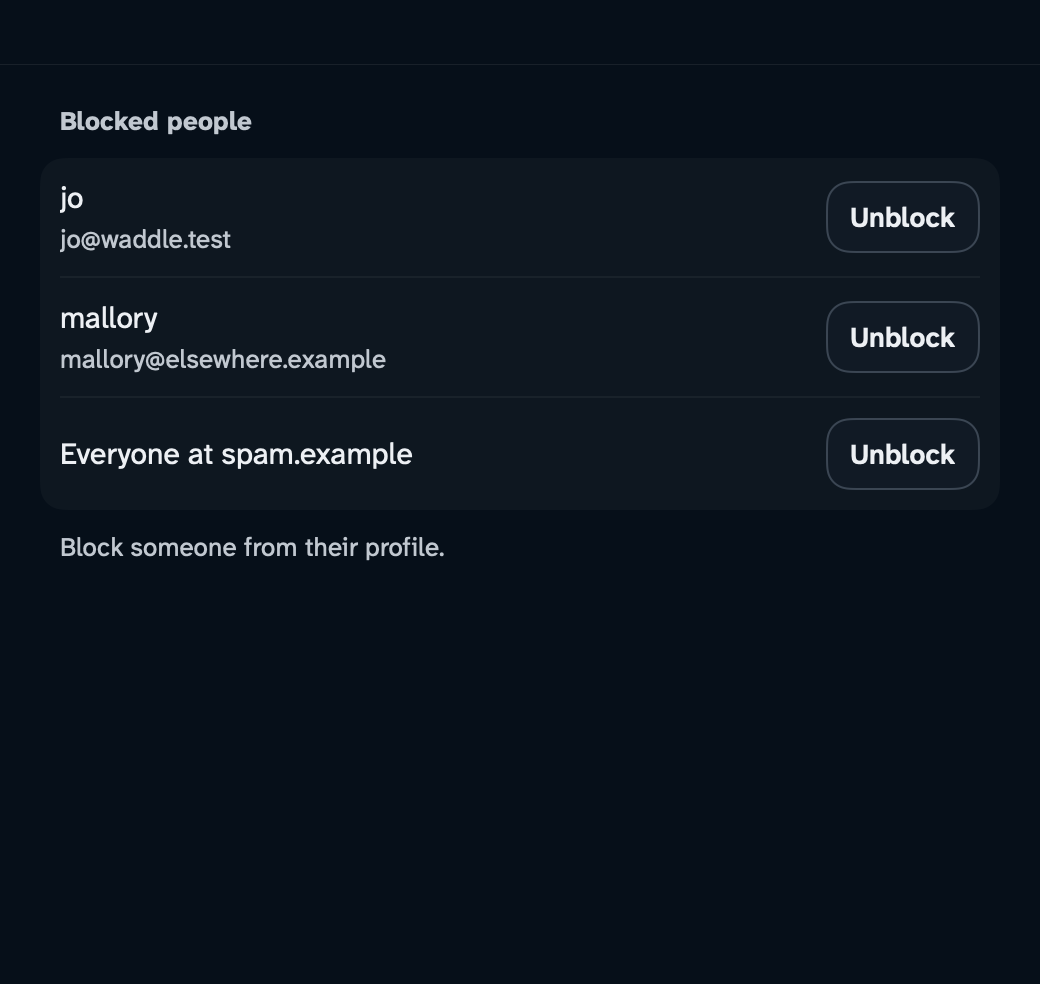 Blocked people
jo
jo@waddle.test
Unblock
mallory
mallory@elsewhere.example
Unblock
Everyone at spam.example
Unblock
Block someone from their profile.